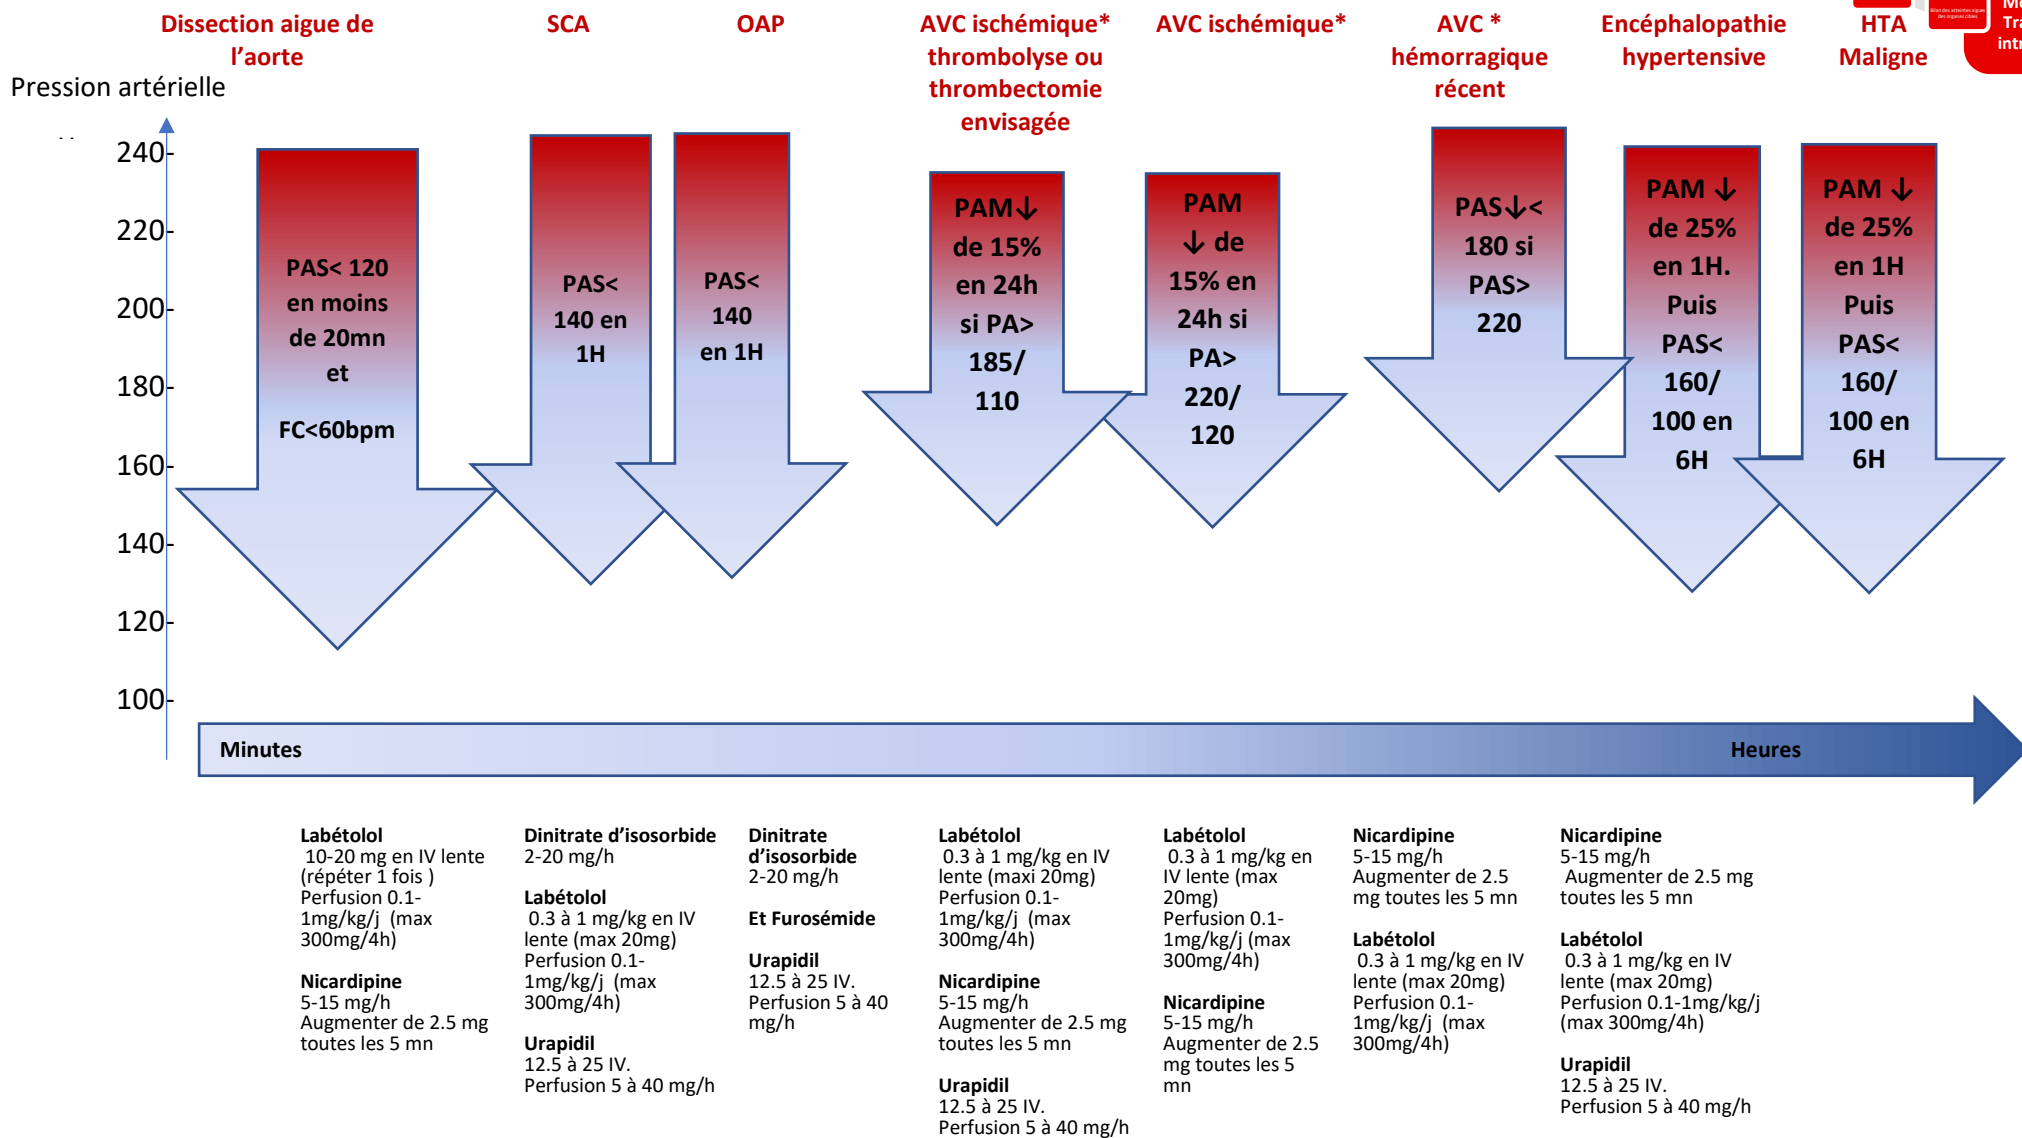 Dissection aigue de
l'aorte
SCA
OAP
AVC ischémique*
thrombolyse ou
thrombectomie
envisagée
AVC ischémique*
AVC *
hémorragique
récent
Encéphalopathie
hypertensive
HTA
Maligne
Bilan des atteintes aigues
des organes cibles
Pression artérielle
240-
220-
200-
180-
160-
140-
120-
100-
PAS< 120
en moins
de 20mn
et
FC<60bpm
PAS<
140 en
1H
PAS<
140
en 1H
PAM↓
de 15%
en 24h
si PA>
185/
110
PAM
↓ de
15% en
24h si
PA>
220/
120
PAS↓<
180 si
PAS>
220
PAM ↓
de 25%
en 1H.
Puis
PAS<
160/
100 en
6H
PAM ↓
de 25%
en 1H
Puis
PAS<
160/
100 en
6H
Minutes
Heures
Labétolol
10-20 mg en IV lente
(répéter 1 fois )
Perfusion 0.1-
1mg/kg/j (max
300mg/4h)
Nicardipine
5-15 mg/h
Augmenter de 2.5 mg
toutes les 5 mn
Dinitrate d'isosorbide
2-20 mg/h
Labétolol
0.3 à 1 mg/kg en IV
lente (max 20mg)
Perfusion 0.1-
1mg/kg/j (max
300mg/4h)
Urapidil
12.5 à 25 IV.
Perfusion 5 à 40 mg/h
Dinitrate
d'isosorbide
2-20 mg/h
Et Furosémide
Urapidil
12.5 à 25 IV.
Perfusion 5 à 40
mg/h
Labétolol
0.3 à 1 mg/kg en IV
lente (maxi 20mg)
Perfusion 0.1-
1mg/kg/j (max
300mg/4h)
Nicardipine
5-15 mg/h
Augmenter de 2.5 mg
toutes les 5 mn
Urapidil
12.5 à 25 IV.
Perfusion 5 à 40 mg/h
Labétolol
0.3 à 1 mg/kg en
IV lente (max
20mg)
Perfusion 0.1-
1mg/kg/j (max
300mg/4h)
Nicardipine
5-15 mg/h
Augmenter de 2.5
mg toutes les 5
mn
Nicardipine
5-15 mg/h
Augmenter de 2.5
mg toutes les 5 mn
Labétolol
0.3 à 1 mg/kg en IV
lente (max 20mg)
Perfusion 0.1-
1mg/kg/j (max
300mg/4h)
Nicardipine
5-15 mg/h
Augmenter de 2.5 mg
toutes les 5 mn
Labétolol
0.3 à 1 mg/kg en IV
lente (max 20mg)
Perfusion 0.1-1mg/kg/j
(max 300mg/4h)
Urapidil
12.5 à 25 IV.
Perfusion 5 à 40 mg/h